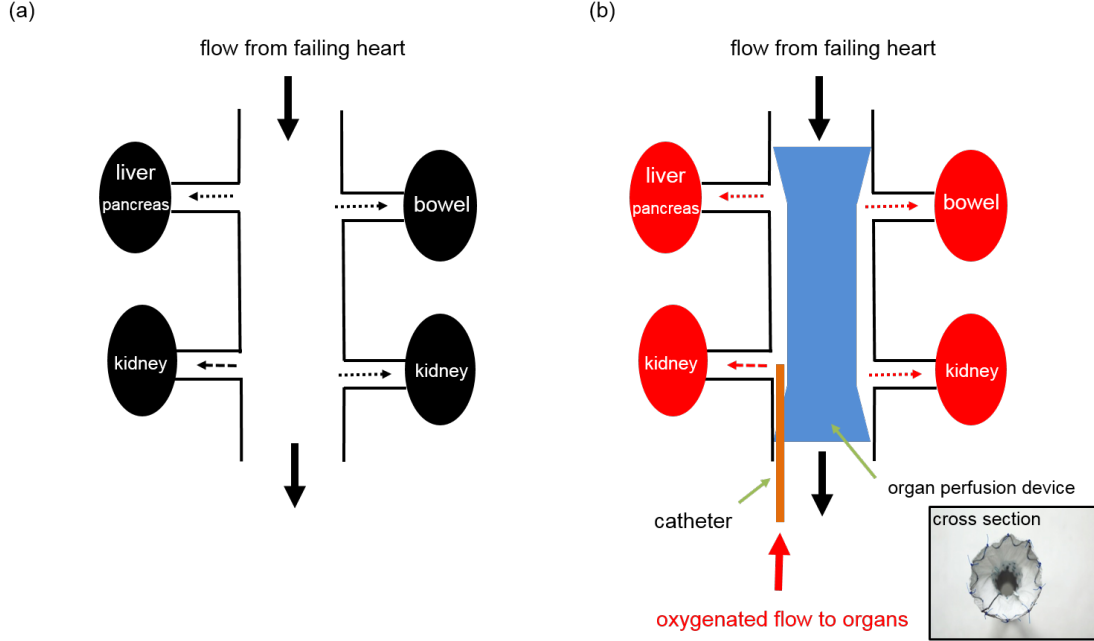 (a)
flow from failing heart
liver
pancreas
bowel
kidney
kidney
(b)
flow from failing heart
liver
pancreas
bowel
kidney
kidney
organ perfusion device
catheter
cross section
oxygenated flow to organs